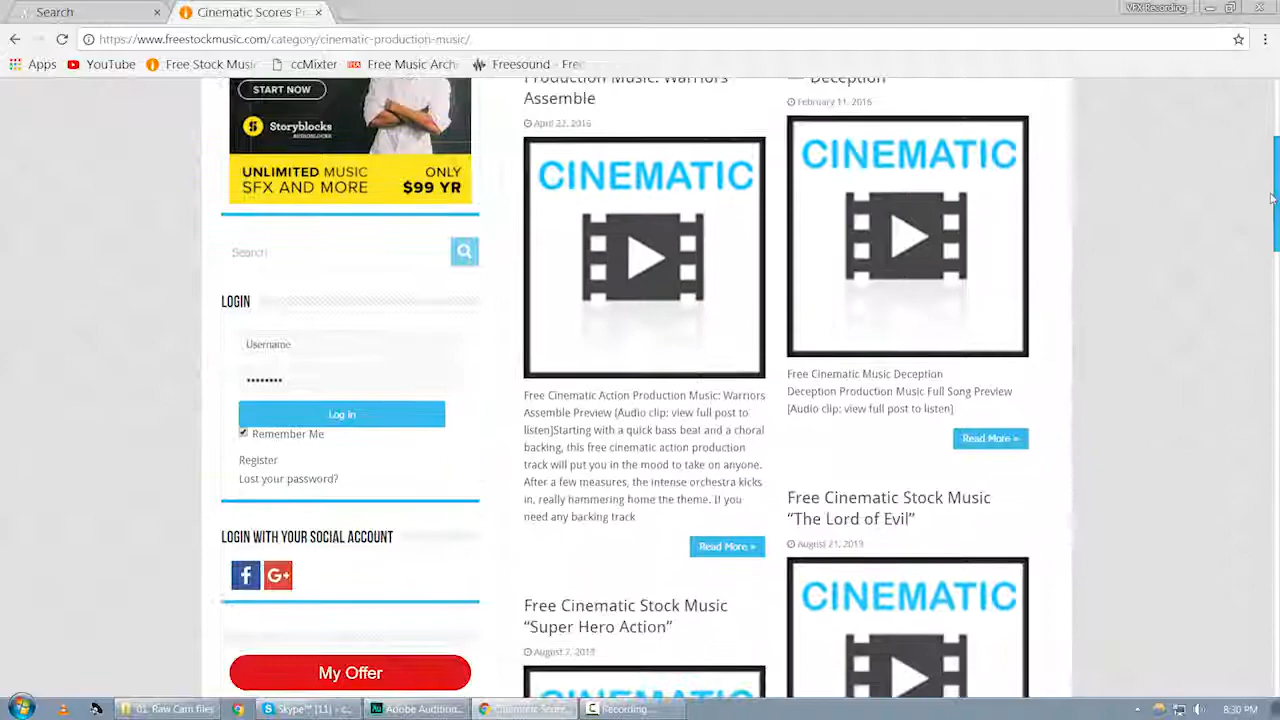 Search
Cinematic Scores Pr
VFX Recording
https://www.freestockmusic.com/category/cinematic-production-music/
Apps
YouTube
Free Stock Music
ccMixter
Free Music Arch
Freesound - Free
START NOW
Storyblocks
AUDIOBLOCKS
UNLIMITED MUSIC
SFX AND MORE
ONLY
$99 YR
Search
LOGIN
Username
Log In
Remember Me
Register
Lost your password?
LOGIN WITH YOUR SOCIAL ACCOUNT
f
G+
My Offer
Production Music: Warriors
Assemble
April 22, 2016
CINEMATIC
Free Cinematic Action Production Music: Warriors
Assemble Preview [Audio clip: view full post to
listen]Starting with a quick bass beat and a choral
backing, this free cinematic action production
track will put you in the mood to take on anyone.
After a few measures, the intense orchestra kicks
in, really hammering home the theme. If you
need any backing track
Read More »
Free Cinematic Stock Music
“Super Hero Action”
CINEMATIC
— Deception
February 11, 2016
CINEMATIC
Free Cinematic Music Deception
Deception Production Music Full Song Preview
[Audio clip: view full post to listen]
Read More »
Free Cinematic Stock Music
“The Lord of Evil”
CINEMATIC
01. Raw Cam files
Skype™ [11] - c...
Adobe Audition...
Cinematic Score...
Recording...
8:30 PM